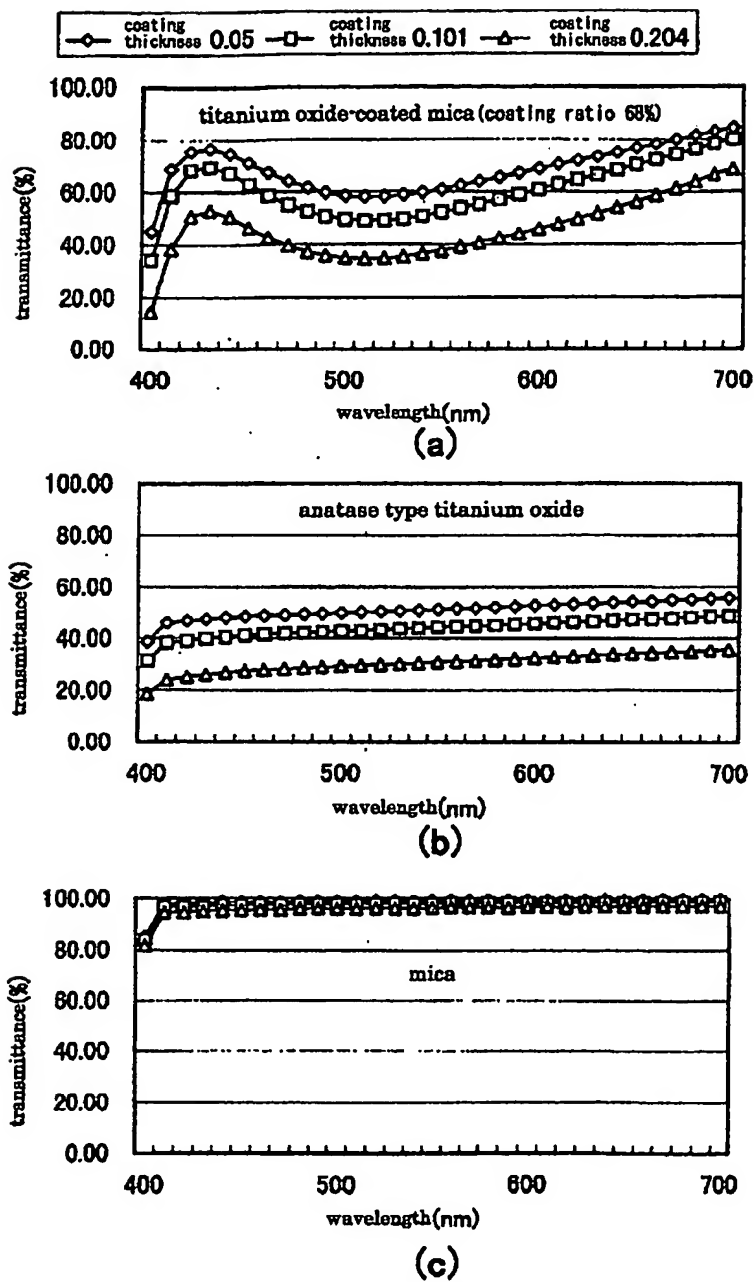 coating thickness 0.05 coating thickness 0.101 coating thickness 0.204
100.00
titanium oxide-coated mica (coating ratio 68%)
80.00
60.00
40.00
20.00
0.00
transmittance(%)
400 500 600 700
wavelength(nm)
(a)
100.00
anatase type titanium oxide
80.00
60.00
40.00
20.00
0.00
transmittance(%)
400 500 600 700
wavelength(nm)
(b)
100.00
80.00
mica
60.00
40.00
20.00
0.00
transmittance(%)
400 500 600 700
wavelength(nm)
(c)